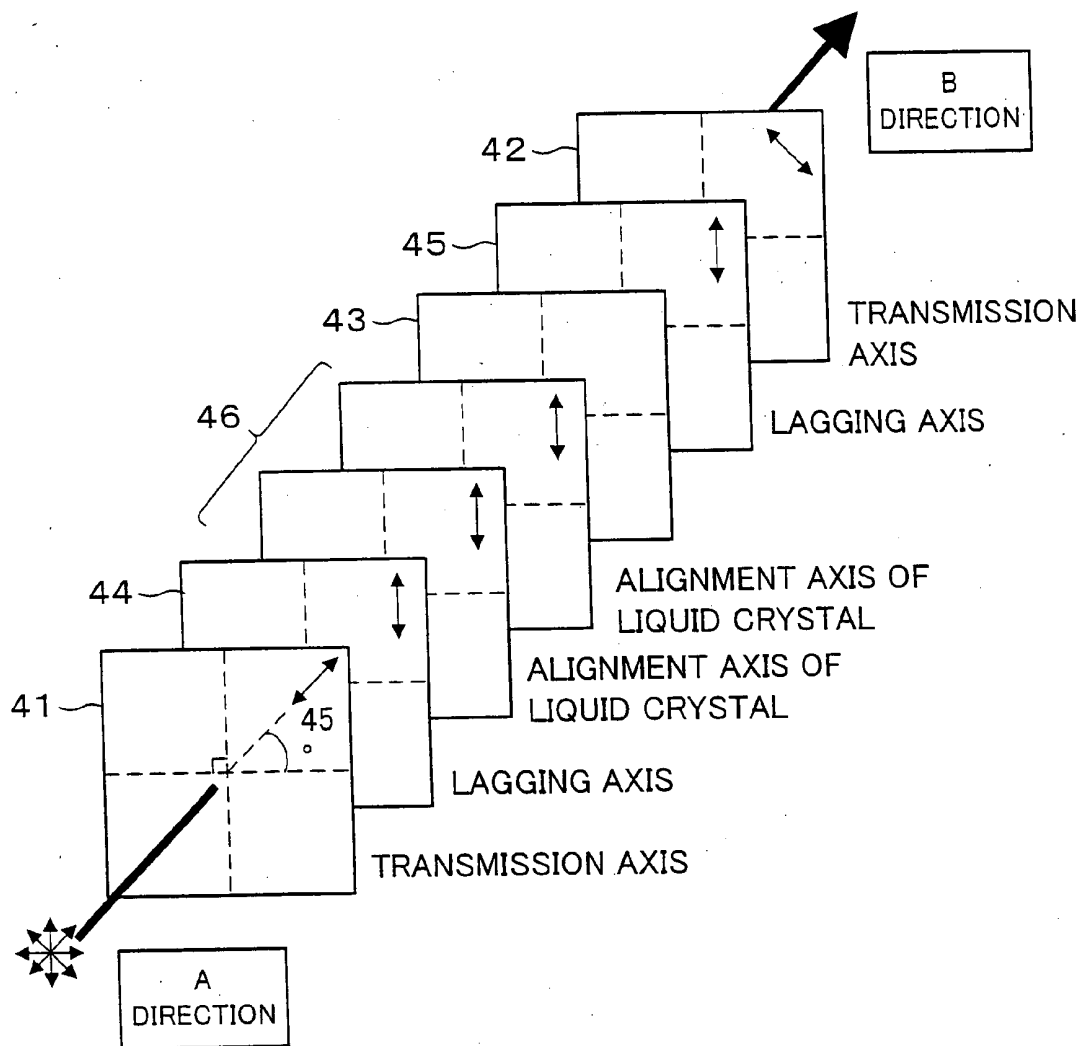 B
DIRECTION
42
45
43
TRANSMISSION
AXIS
46
LAGGING AXIS
44
ALIGNMENT AXIS OF
LIQUID CRYSTAL
41
ALIGNMENT AXIS OF
LIQUID CRYSTAL
45°
LAGGING AXIS
TRANSMISSION AXIS
A
DIRECTION